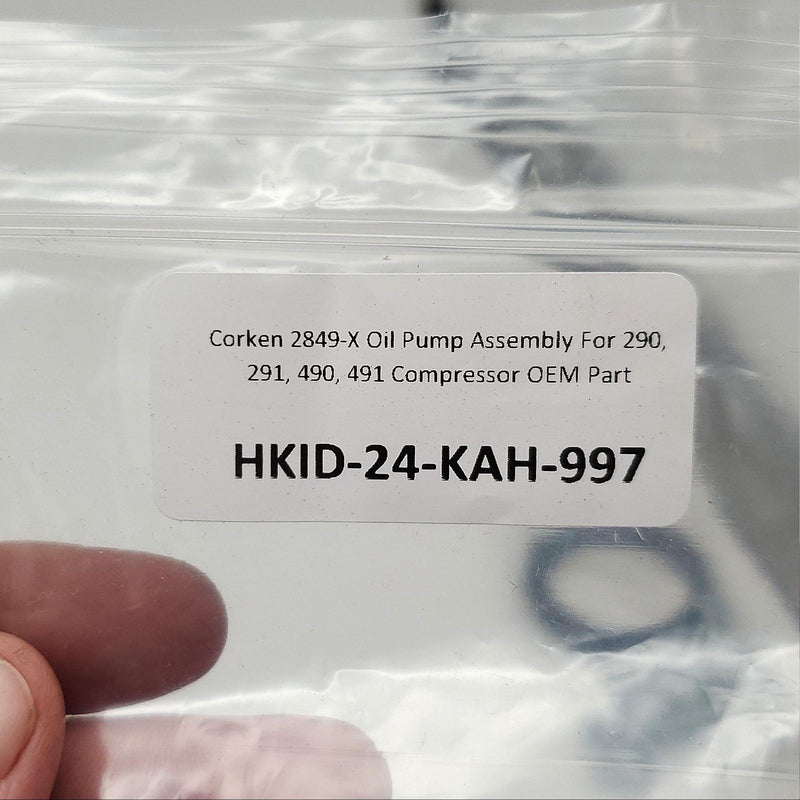 Corken 2849-X Oil Pump Assembly For 290,
291, 490, 491 Compressor OEM Part
HKID-24-KAH-997